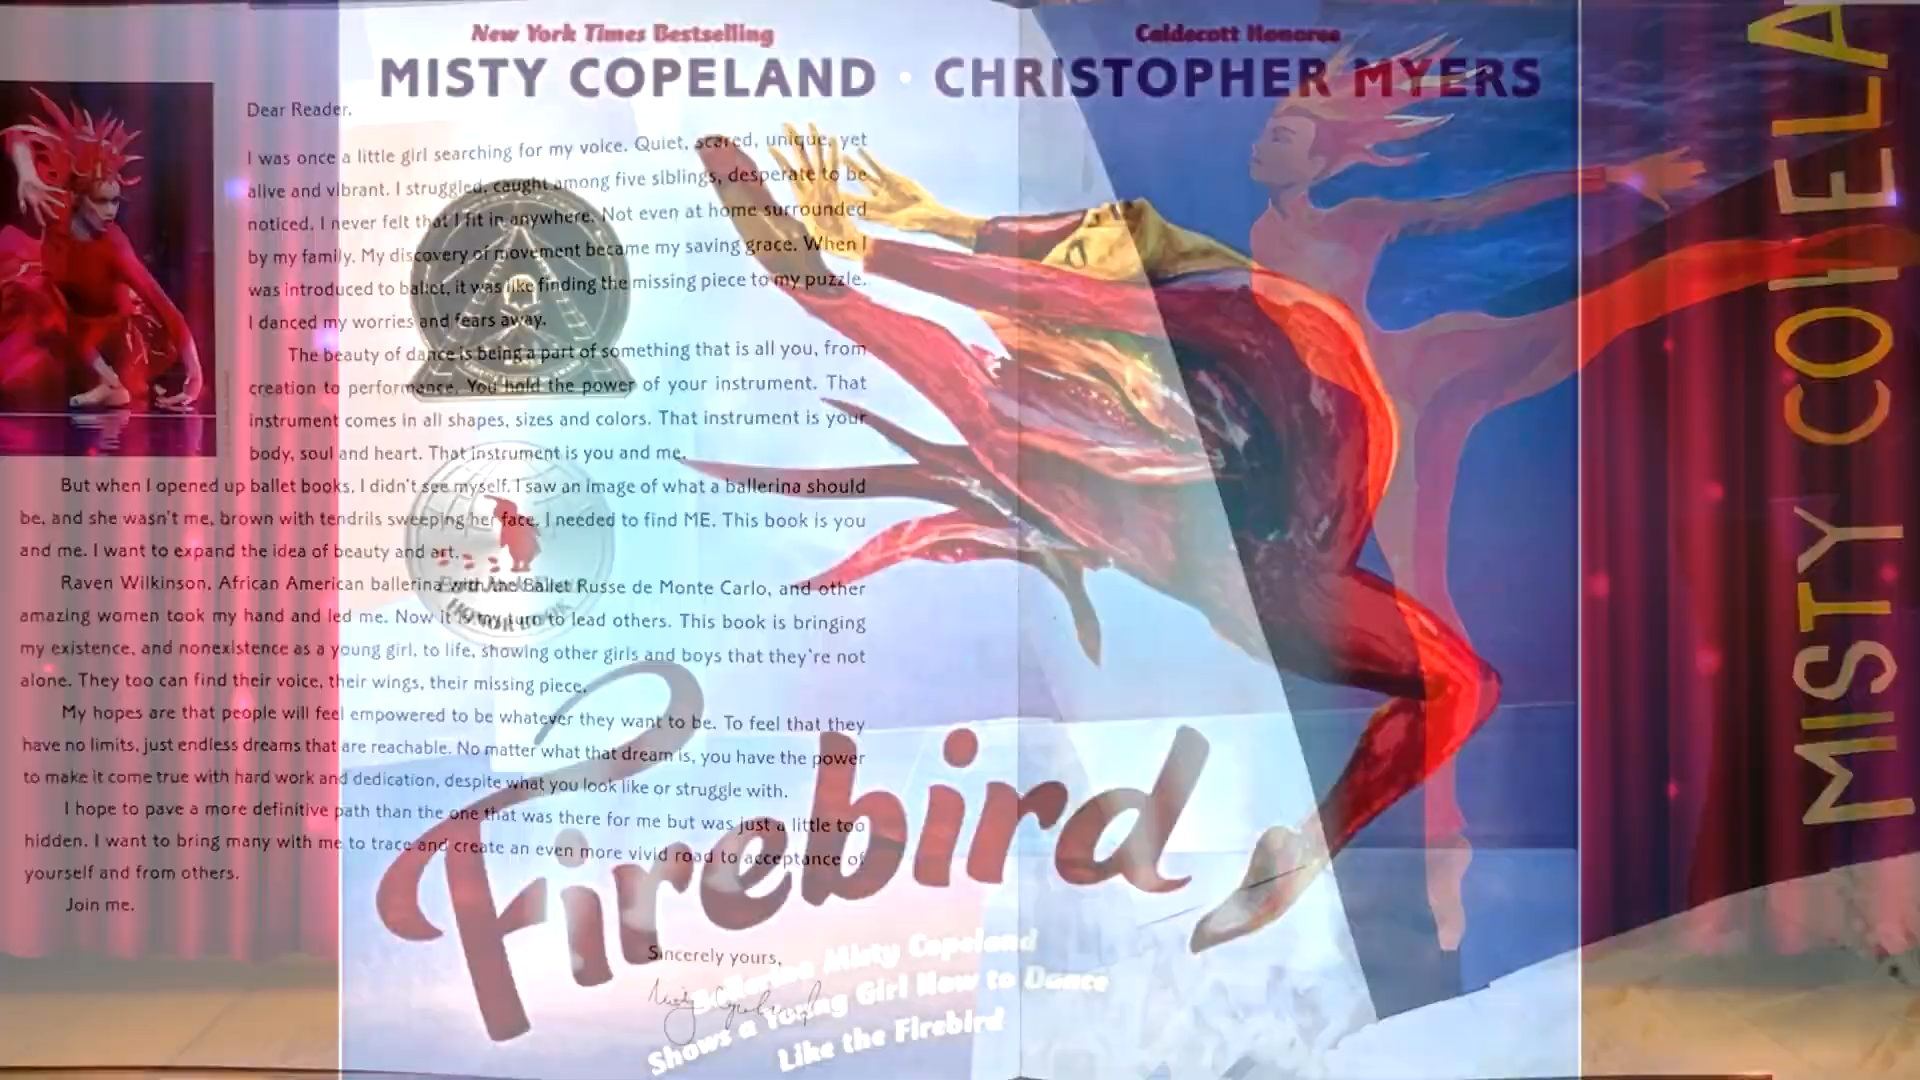 New York Times Bestselling
Caldecott Honoree
MISTY COPELAND · CHRISTOPHER MYERS
Dear Reader,
I was once a little girl searching for my voice. Quiet, scared, unique, yet
alive and vibrant. I struggled, caught among five siblings, desperate to be
noticed. I never felt that I fit in anywhere. Not even at home surrounded
by my family. My discovery of movement became my saving grace. When I
was introduced to ballet, it was like finding the missing piece to my puzzle.
I danced my worries and fears away.
The beauty of dance is being a part of something that is all you, from
creation to performance. You hold the power of your instrument. That
instrument comes in all shapes, sizes and colors. That instrument is your
body, soul and heart. That instrument is you and me.
But when I opened up ballet books, I didn't see myself. I saw an image of what a ballerina should
be, and she wasn't me, brown with tendrils sweeping her face. I needed to find ME. This book is you
and me. I want to expand the idea of beauty and art.
Raven Wilkinson, African American ballerina with the Ballet Russe de Monte Carlo, and other
amazing women took my hand and led me. Now it is my turn to lead others. This book is bringing
my existence, and nonexistence as a young girl, to life, showing other girls and boys that they're not
alone. They too can find their voice, their wings, their missing piece.
My hopes are that people will feel empowered to be whatever they want to be. To feel that they
have no limits, just endless dreams that are reachable. No matter what that dream is, you have the power
to make it come true with hard work and dedication, despite what you look like or struggle with.
I hope to pave a more definitive path than the one that was there for me but was just a little too
hidden. I want to bring many with me to trace and create an even more vivid road to acceptance of
yourself and from others.
Join me.
Sincerely yours,
Firebird
Ballerina Misty Copeland
Shows a Young Girl How to Dance
Like the Firebird
MISTY COPELA